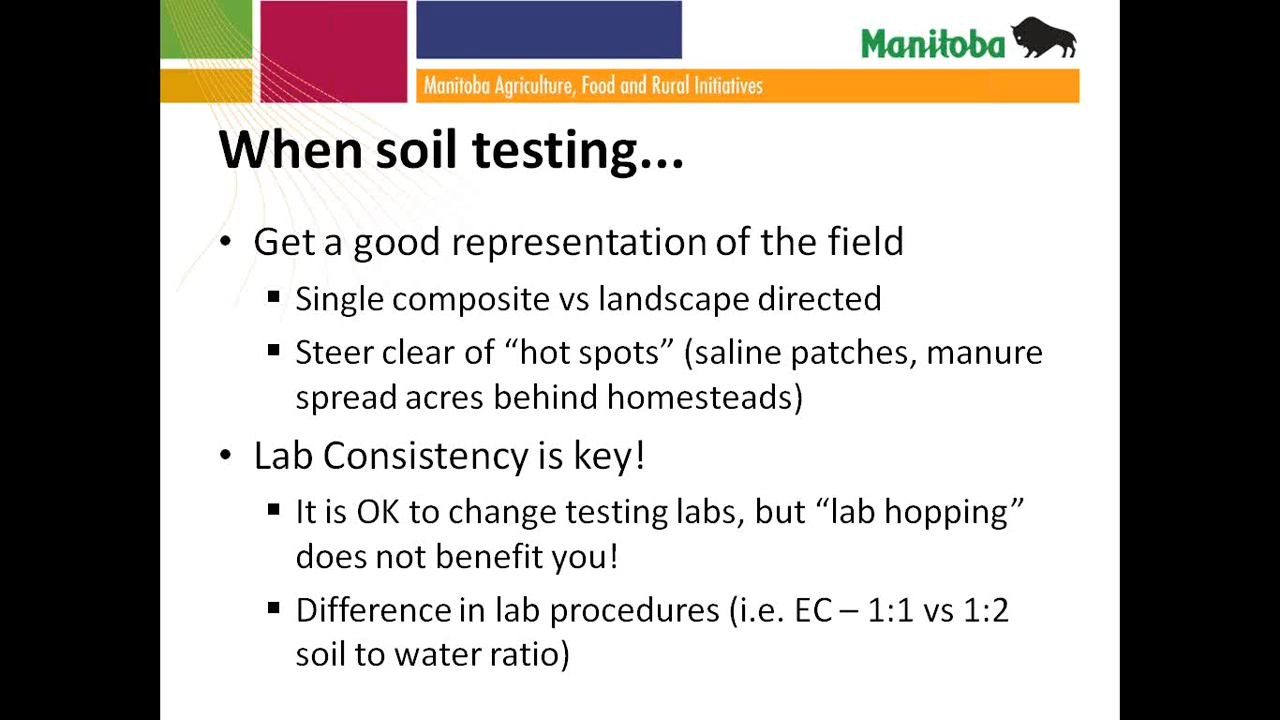 Manitoba
Manitoba Agriculture, Food and Rural Initiatives
When soil testing...
• Get a good representation of the field
▪ Single composite vs landscape directed
▪ Steer clear of “hot spots” (saline patches, manure
spread acres behind homesteads)
• Lab Consistency is key!
▪ It is OK to change testing labs, but “lab hopping”
does not benefit you!
▪ Difference in lab procedures (i.e. EC – 1:1 vs 1:2
soil to water ratio)